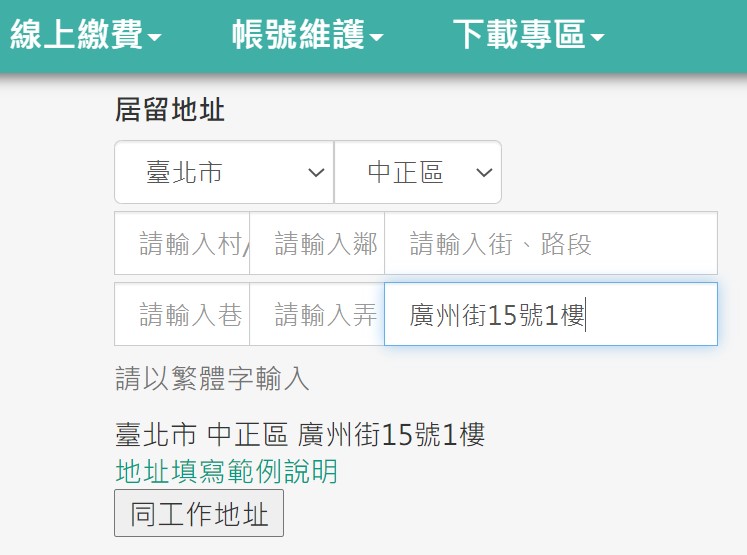 線上繳費 帳號維護 下載專區
居留地址
臺北市 中正區
請輸入村/ 請輸入鄰 請輸入街、路段
請輸入巷 請輸入弄 廣州街15號1樓
請以繁體字輸入
臺北市 中正區 廣州街15號1樓
地址填寫範例說明
同工作地址